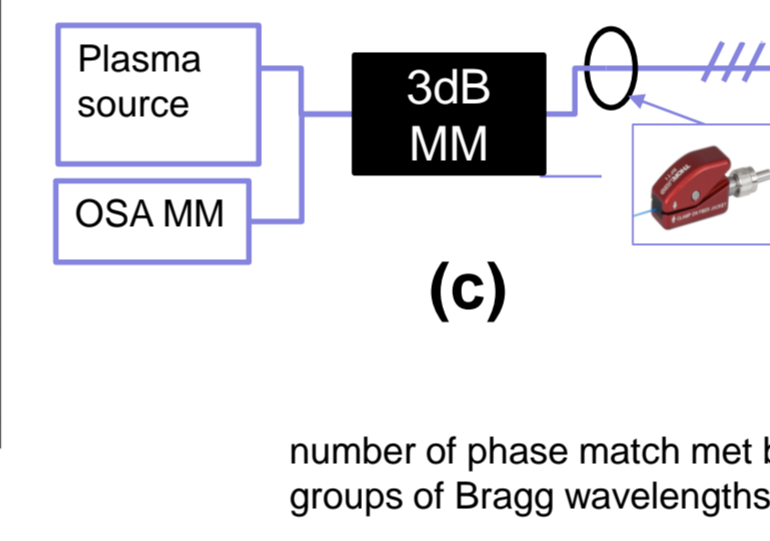 Plasma
source
3dB
MM
OSA MM
(c)
number of phase match met
groups of Bragg wavelengths